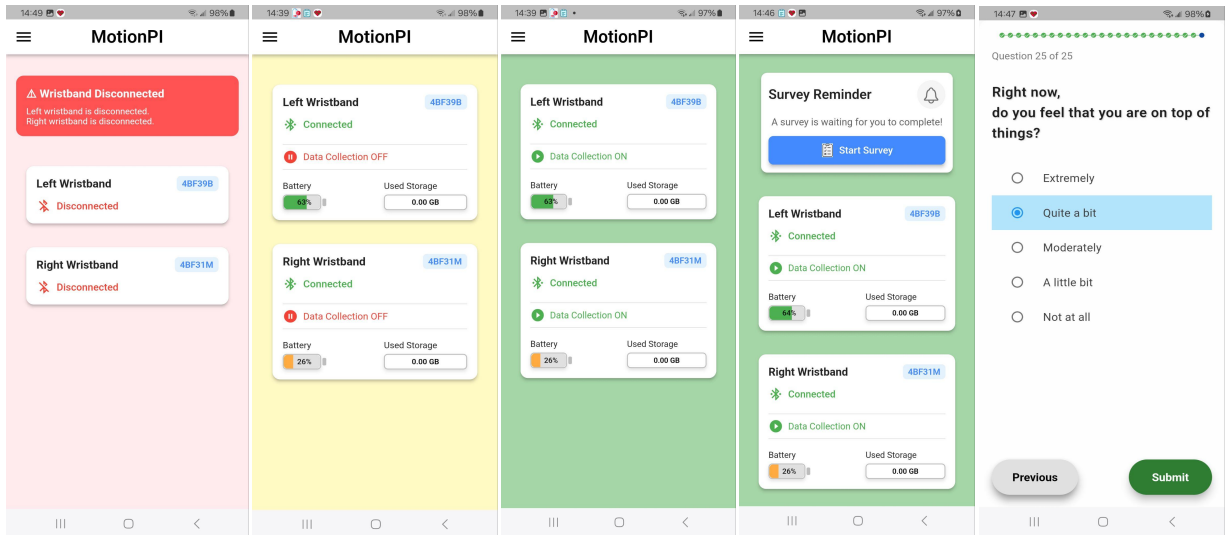 14:49
98%
MotionPI
⚠ Wristband Disconnected
Left wristband is disconnected.
Right wristband is disconnected.
Left Wristband
4BF39B
Disconnected
Right Wristband
4BF31M
Disconnected
14:39
98%
MotionPI
Left Wristband
4BF39B
Connected
Data Collection OFF
Battery
Used Storage
63%
0.00 GB
Right Wristband
4BF31M
Connected
Data Collection OFF
Battery
Used Storage
26%
0.00 GB
14:39
97%
MotionPI
Left Wristband
4BF39B
Connected
Data Collection ON
Battery
Used Storage
63%
0.00 GB
Right Wristband
4BF31M
Connected
Data Collection ON
Battery
Used Storage
26%
0.00 GB
14:46
97%
MotionPI
Survey Reminder
A survey is waiting for you to complete!
Start Survey
Left Wristband
4BF39B
Connected
Data Collection ON
Battery
Used Storage
64%
0.00 GB
Right Wristband
4BF31M
Connected
Data Collection ON
Battery
Used Storage
26%
0.00 GB
14:47
98%
Question 25 of 25
Right now,
do you feel that you are on top of
things?
Extremely
Quite a bit
Moderately
A little bit
Not at all
Previous
Submit